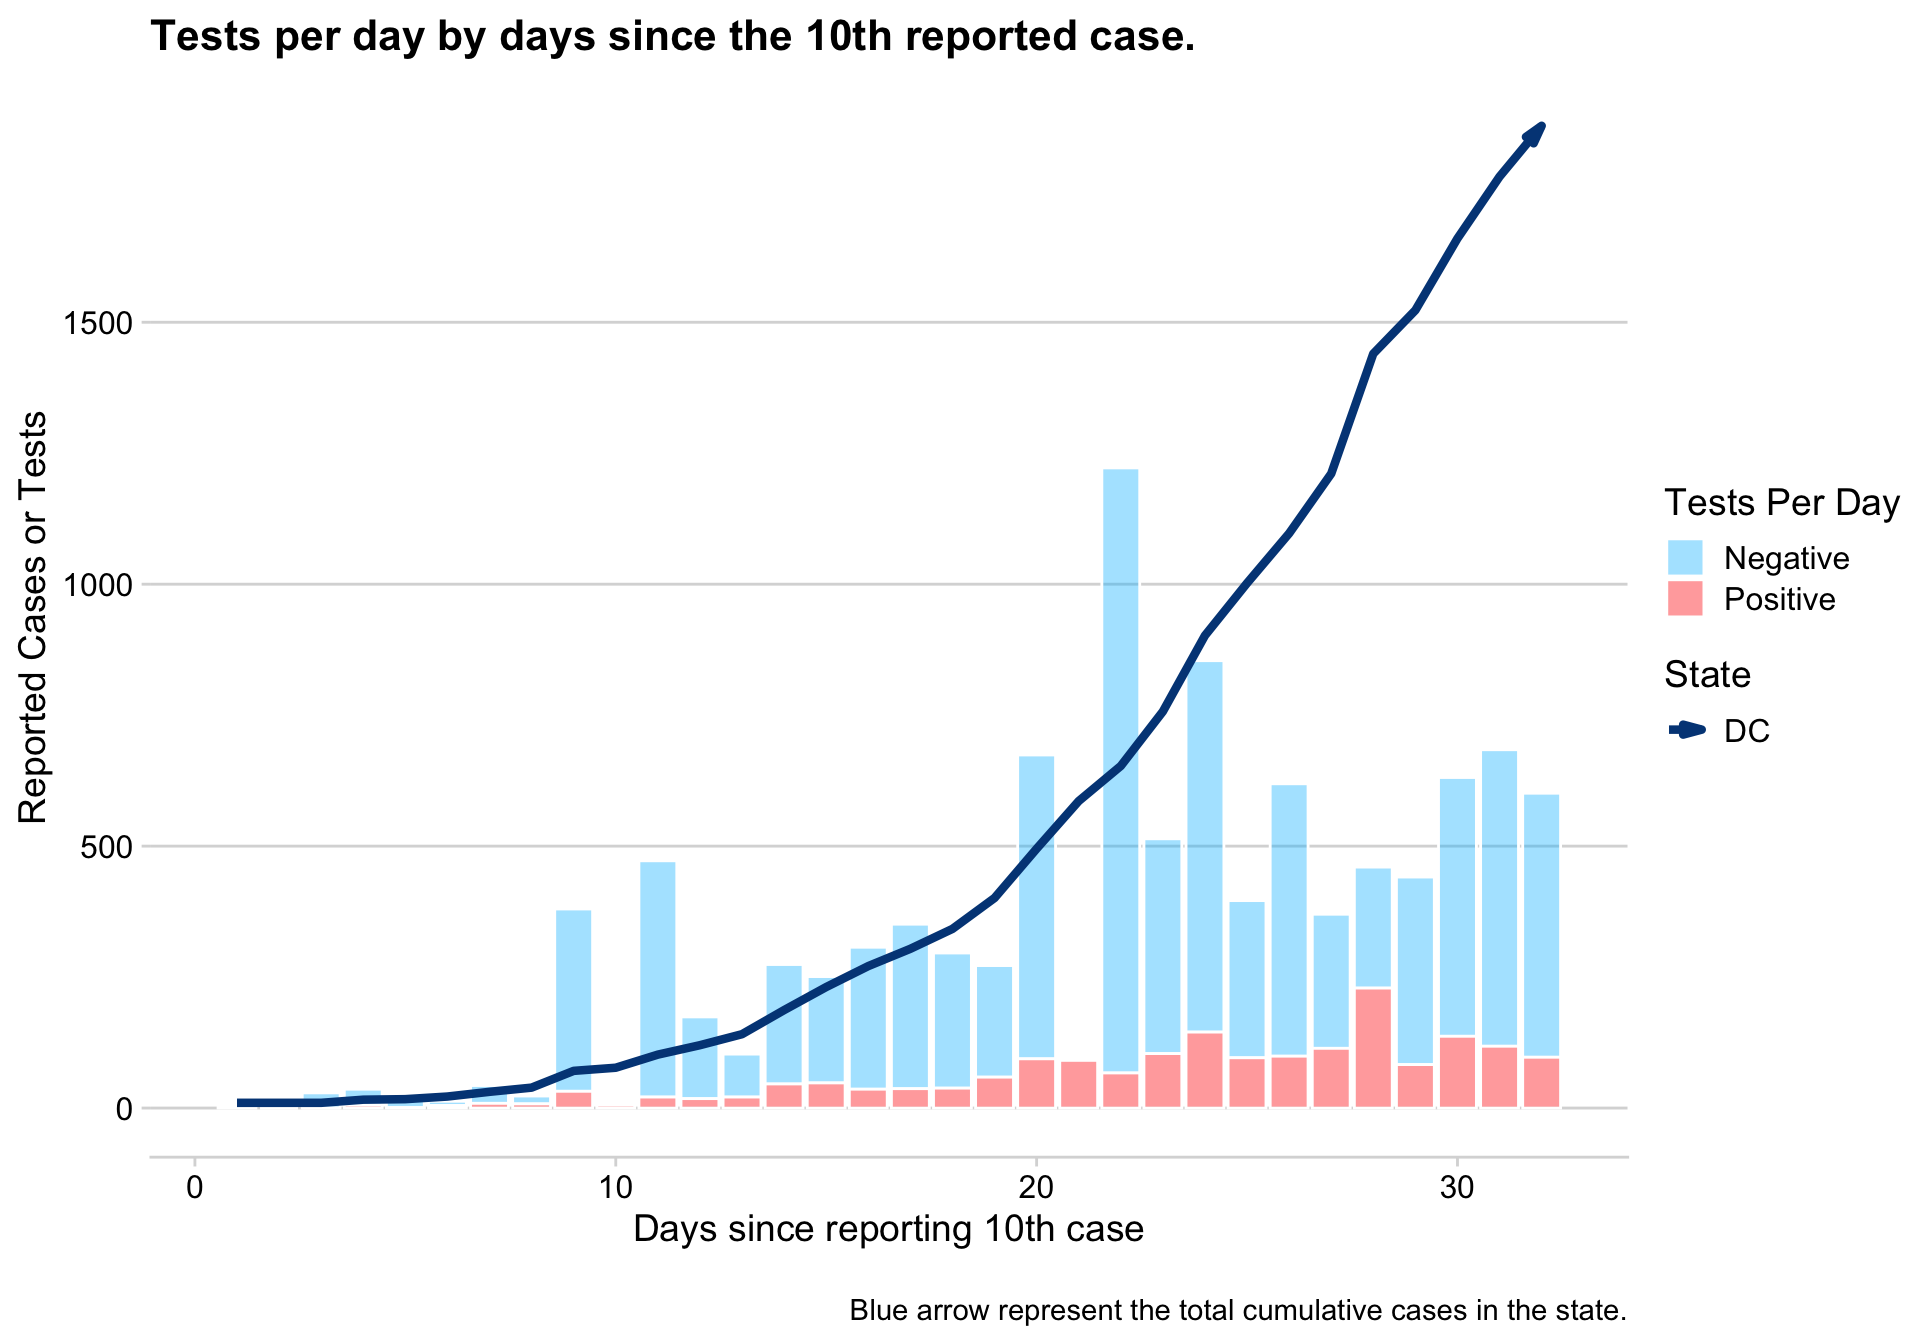 Tests per day by days since the 10th reported case.
Reported Cases or Tests
1500
1000
500
0
0
10
20
30
Days since reporting 10th case
Tests Per Day
Negative
Positive
State
DC
Blue arrow represent the total cumulative cases in the state.